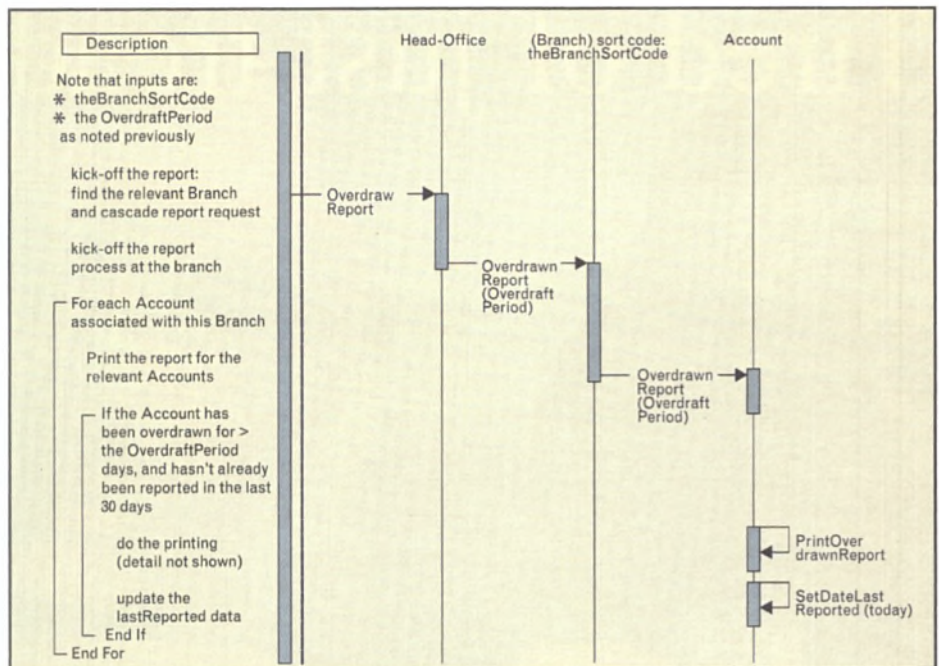 Description
Head-Office
(Branch) sort code:
theBranchSortCode
Account
Note that inputs are:
* theBranchSortCode
* the OverdraftPeriod
as noted previously
kick-off the report:
find the relevant Branch
and cascade report request
Overdraw
Report
kick-off the report
process at the branch
Overdrawn
Report
(Overdraft
Period)
For each Account
associated with this Branch
Print the report for the
relevant Accounts
Overdrawn
Report
(Overdraft
Period)
If the Account has
been overdrawn for >
the OverdraftPeriod
days, and hasn't already
been reported in the last
30 days
do the printing
(detail not shown)
PrintOver
drawnReport
update the
lastReported data
SetDateLast
Reported (today)
End If
End For